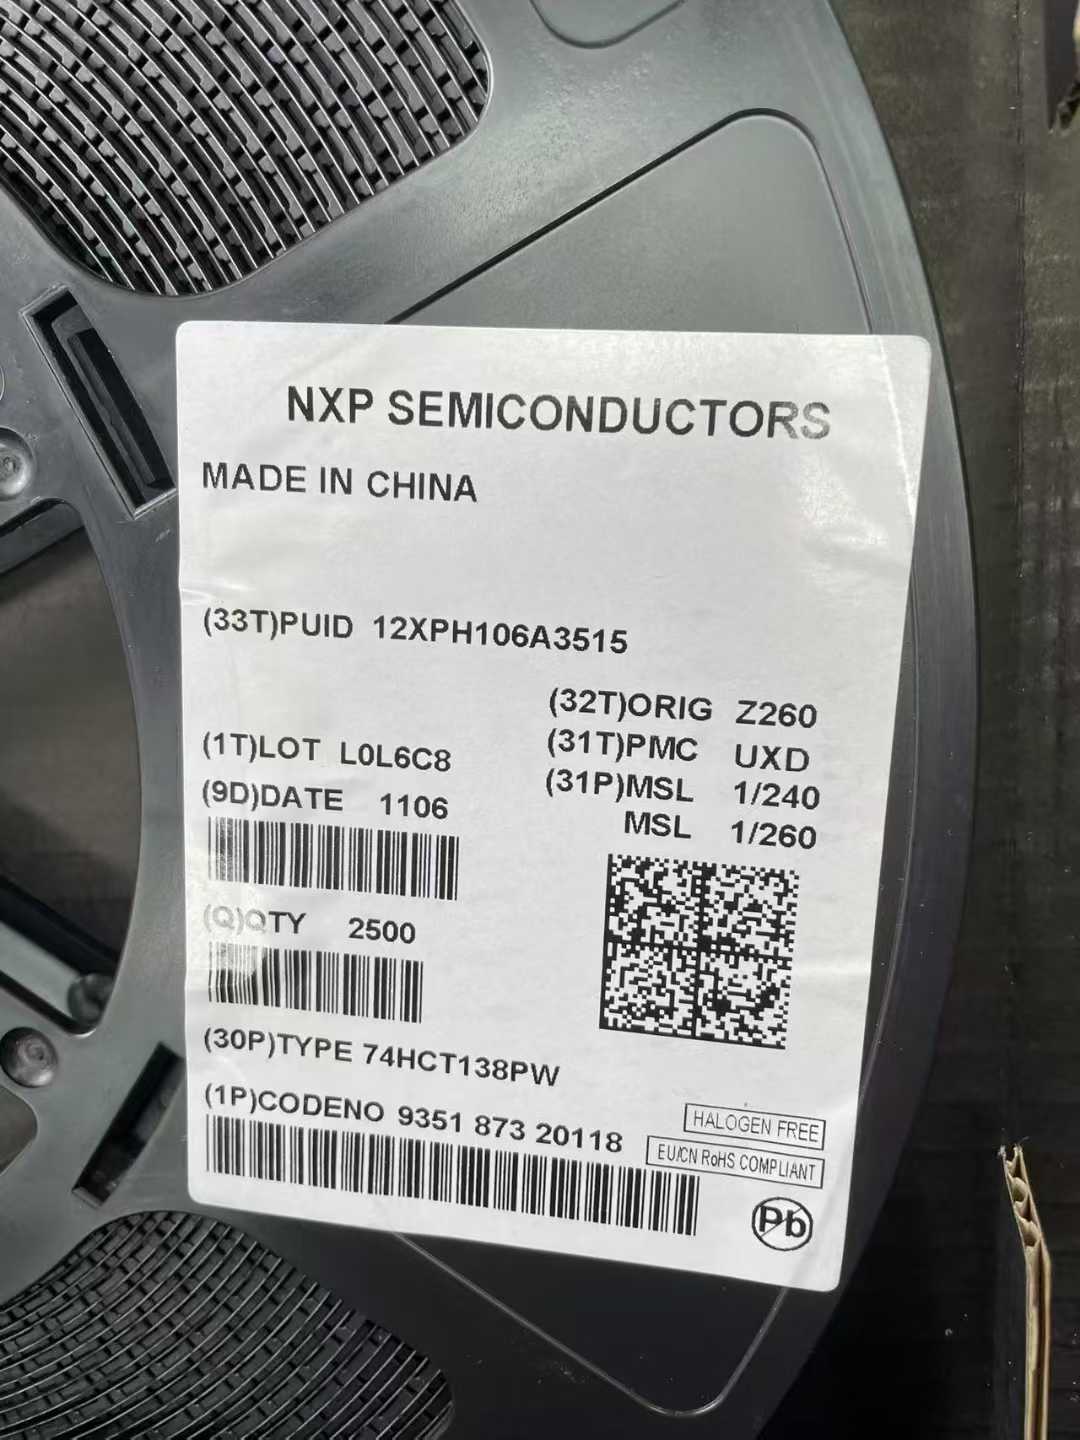 NXP SEMICONDUCTORS
MADE IN CHINA
(33T)PUID 12XPH106A3515
(32T)ORIG Z260
(1T)LOT L0L6C8
(31T)PMC UXD
(9D)DATE 1106
(31P)MSL 1/240
MSL 1/260
(Q)QTY 2500
(30P)TYPE 74HCT138PW
(1P)CODENO 9351 873 20118
HALOGEN FREE
EU/CN RoHS COMPLIANT
Pb